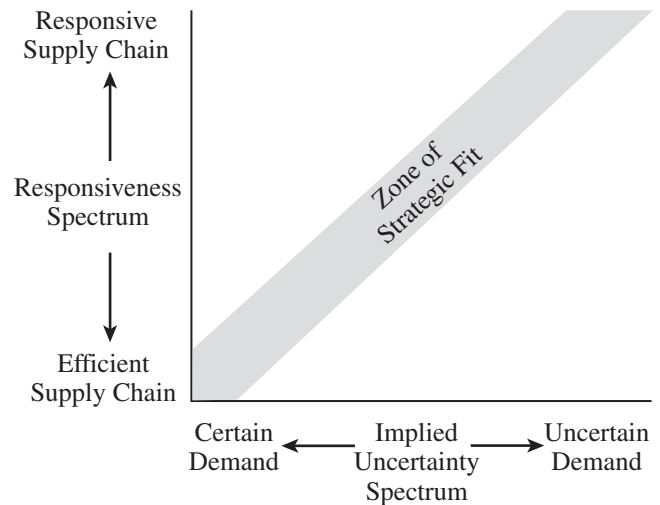 Responsive
Supply Chain
Responsiveness
Spectrum
Efficient
Supply Chain
Zone of
Strategic Fit
Certain
Demand
Implied
Uncertainty
Spectrum
Uncertain
Demand